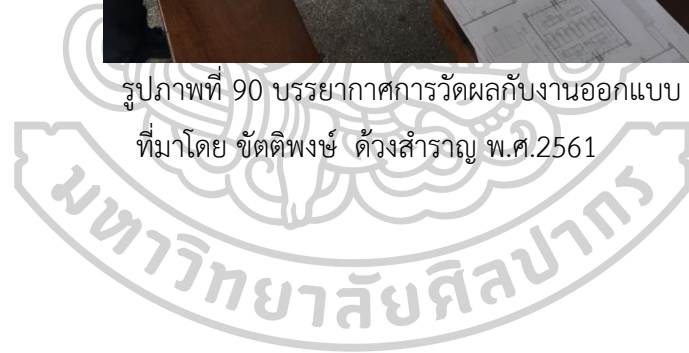 รูปภาพที่ 90 บรรยากาศการวัดผลกับงานออกแบบ
ที่มาโดย ขัตติพงษ์ ด้วงสำราญ พ.ศ.2561
มหาวิทยาลัยศิลปากร